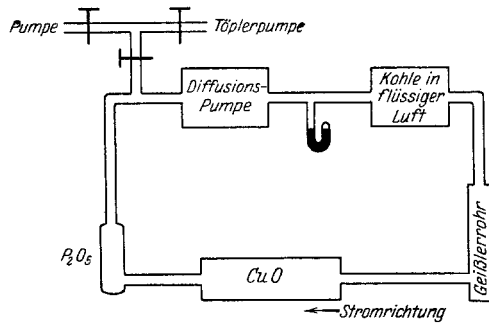 Pumpe
Töplerpumpe
Diffusions-
Pumpe
Kohle in
flüssiger
Luft
P₂O₅
CuO
Geißlerrohr
Stromrichtung